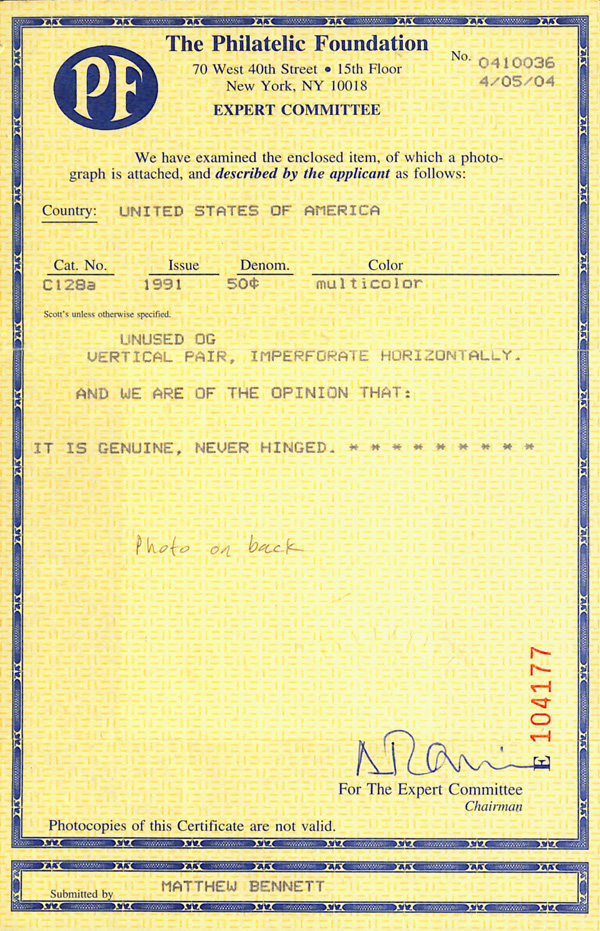 PF
The Philatelic Foundation
70 West 40th Street • 15th Floor
New York, NY 10018
EXPERT COMMITTEE
No. 0410036
4/05/04
We have examined the enclosed item, of which a photo-
graph is attached, and described by the applicant as follows:
Country: UNITED STATES OF AMERICA
Cat. No. Issue Denom. Color
C128a 1991 50¢ multicolor
Scott's unless otherwise specified.
UNUSED OG
VERTICAL PAIR, IMPERFORATE HORIZONTALLY.
AND WE ARE OF THE OPINION THAT:
IT IS GENUINE, NEVER HINGED. * * * * * * * * *
Photo on back
E 104177
For The Expert Committee
Chairman
Photocopies of this Certificate are not valid.
Submitted by MATTHEW BENNETT